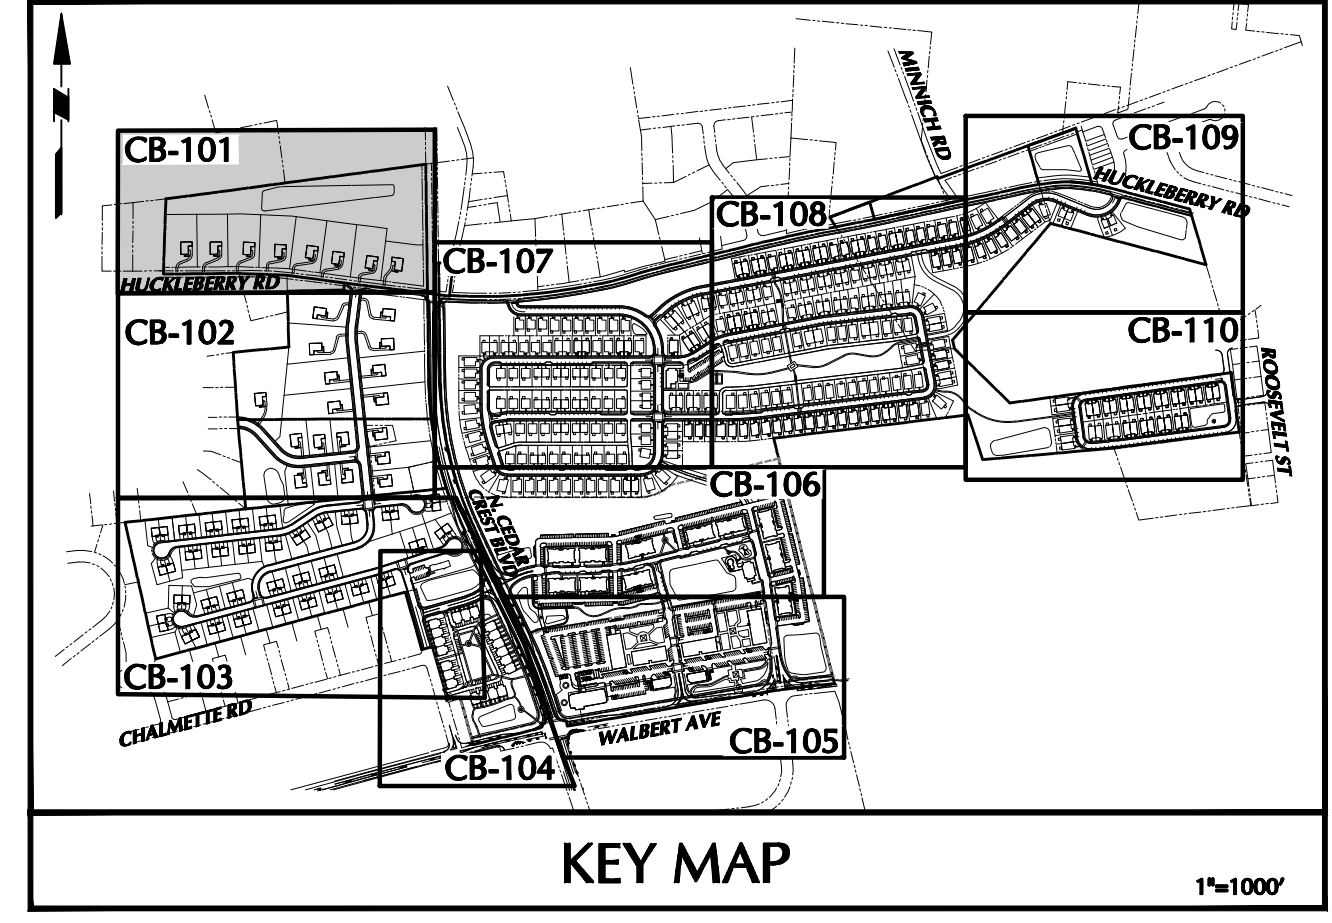 MINNICH RD
CB-101
CB-109
HUCKLEBERRY RD
CB-108
CB-107
HUCKLEBERRY RD
CB-102
CB-110
ROOSEVELT ST
CB-106
N. CEDAR
CREST BLVD
CB-103
CHALMETTE RD
WALBERT AVE
CB-105
CB-104
KEY MAP
1"=1000'